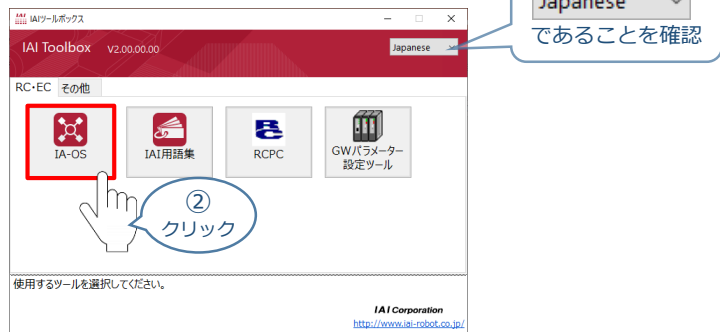 Japanese
であることを確認
IAIツールボックス
IAI Toolbox V2.00.00.00
Japanese
RC・EC その他
IA-OS
IAI用語集
RCPC
GWパラメーター
設定ツール
②
クリック
使用するツールを選択してください。
IAI Corporation
http://www.iai-robot.co.jp/